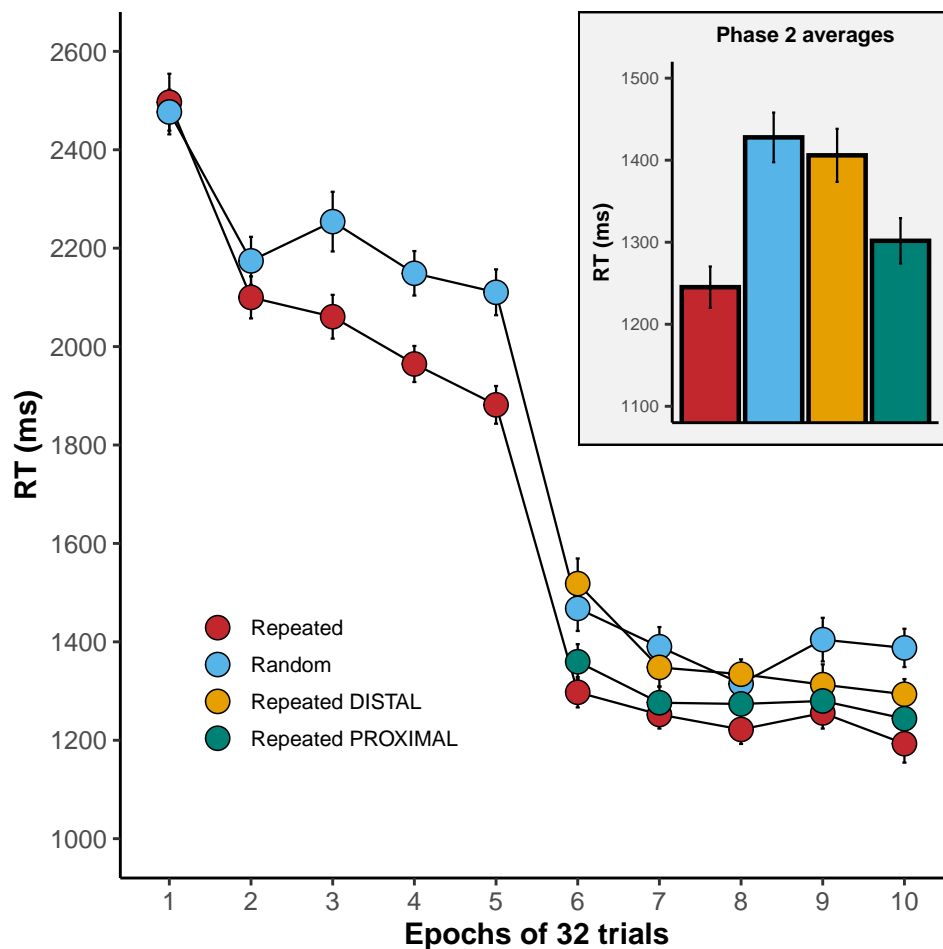 Phase 2 averages
1500
1400
1300
1200
1100
RT (ms)
2600
2400
2200
2000
1800
1600
1400
1200
1000
RT (ms)
Repeated
Random
Repeated DISTAL
Repeated PROXIMAL
1 2 3 4 5 6 7 8 9 10
Epochs of 32 trials